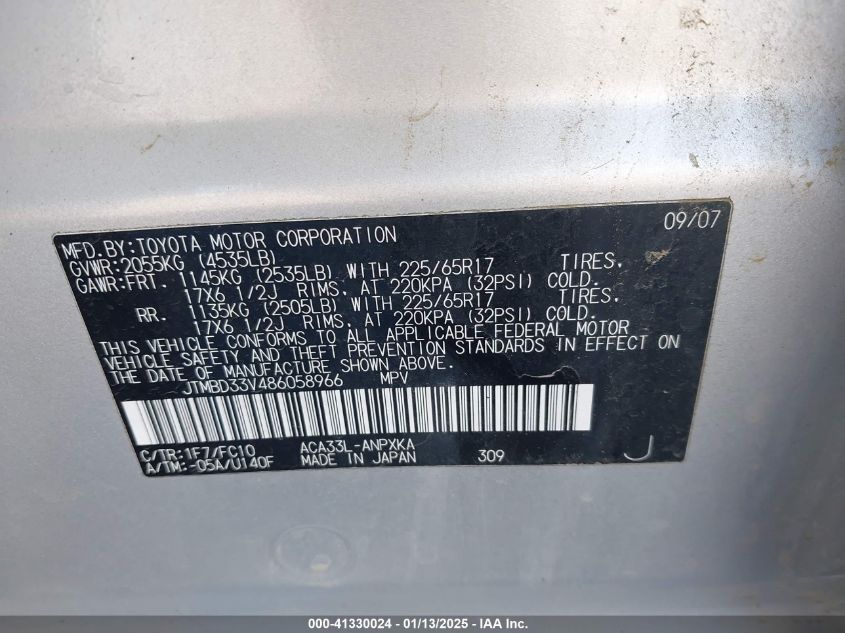 09/07
MFD.BY:TOYOTA MOTOR CORPORATION
GVWR:2055KG (4535LB)
GAWR:FRT. 1145KG (2535LB) WITH 225/65R17 TIRES,
17X6 1/2J RIMS, AT 220KPA (32PSI) COLD.
RR. 1135KG (2505LB) WITH 225/65R17 TIRES,
17X6 1/2J RIMS, AT 220KPA (32PSI) COLD.
THIS VEHICLE CONFORMS TO ALL APPLICABLE FEDERAL MOTOR
VEHICLE SAFETY AND THEFT PREVENTION STANDARDS IN EFFECT ON
THE DATE OF MANUFACTURE SHOWN ABOVE.
JTMBD33V486058966 MPV
C/TR:1F7/FC10 ACA33L-ANPXKA
A/TM:-05A/U140F MADE IN JAPAN 309 J
000-41330024 — 01/13/2025 — IAA Inc.